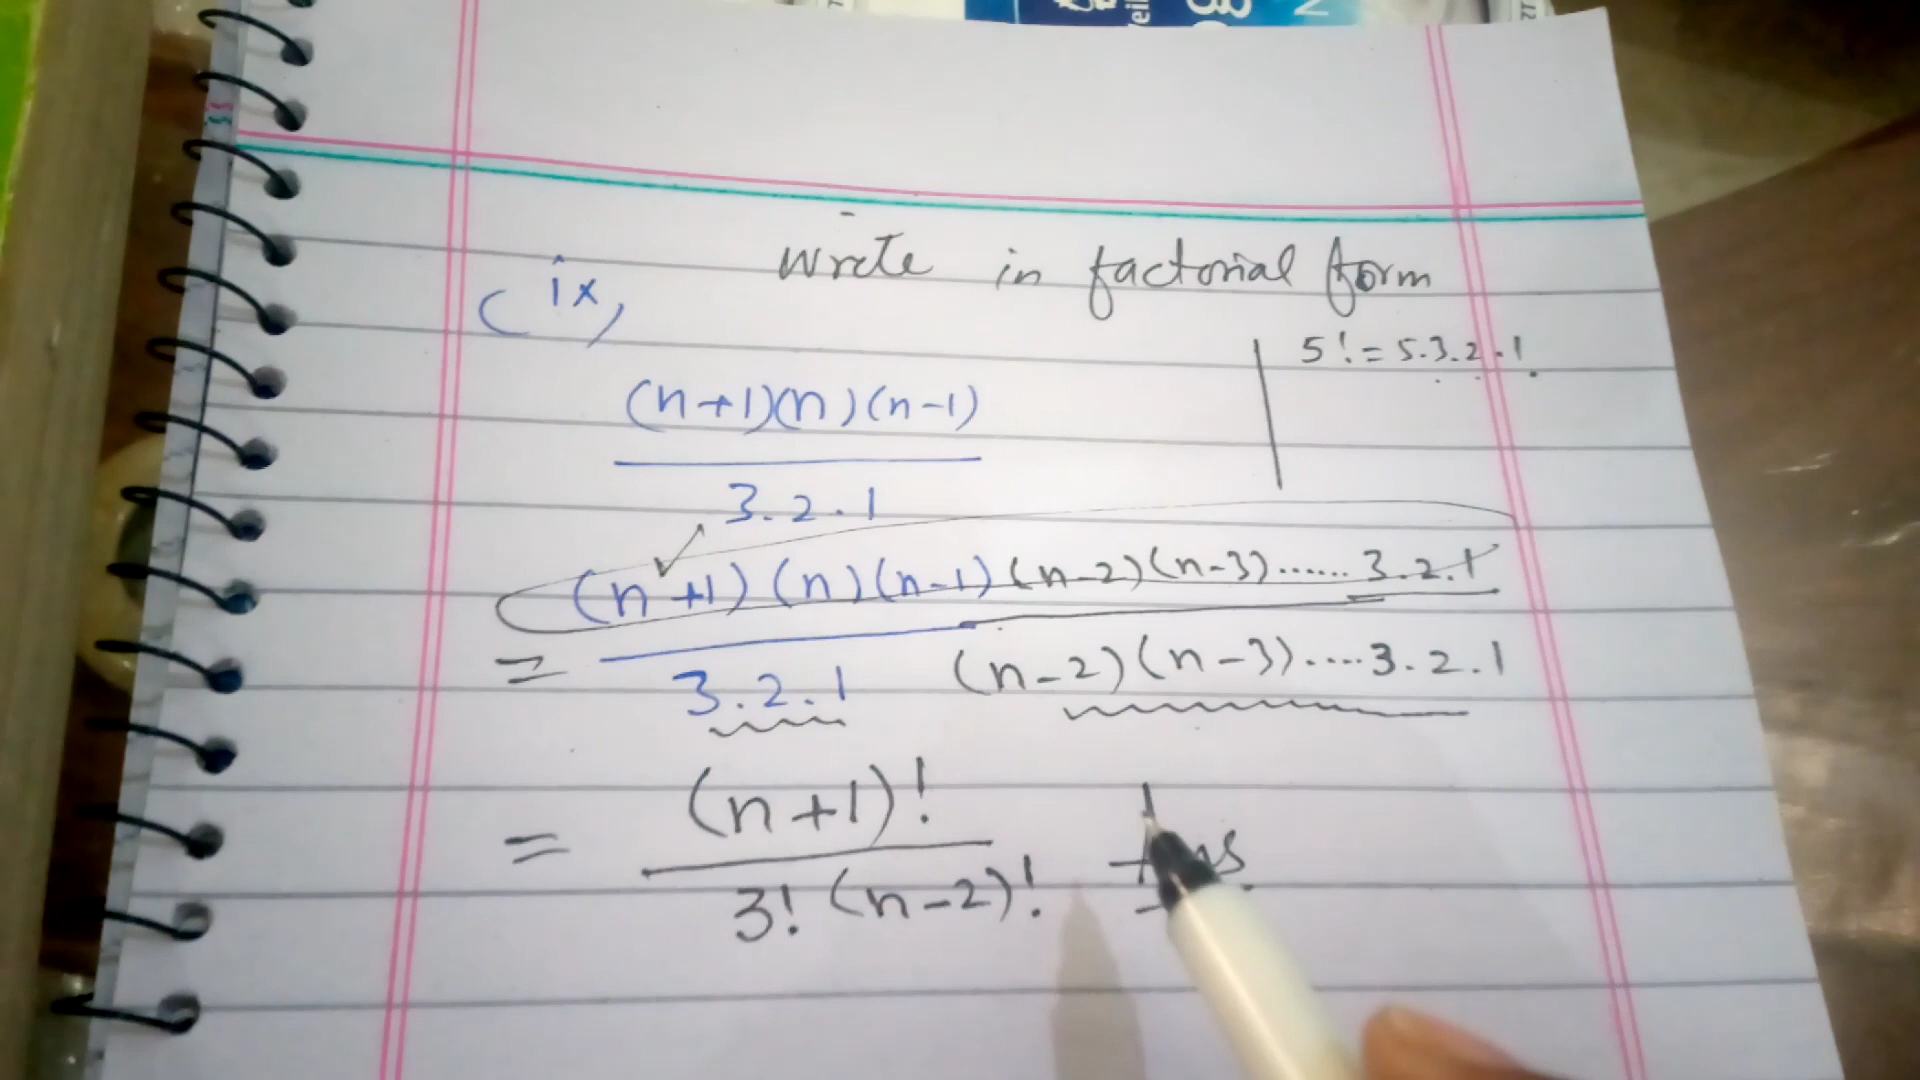 write in factorial form
(ix)
5! = 5.3.2.1
(n+1)(n)(n-1)
3.2.1
(n+1)(n)(n-1)(n-2)(n-3)......3.2.1
=
3.2.1 (n-2)(n-3).....3.2.1
(n+1)!
=
3!(n-2)! Ans